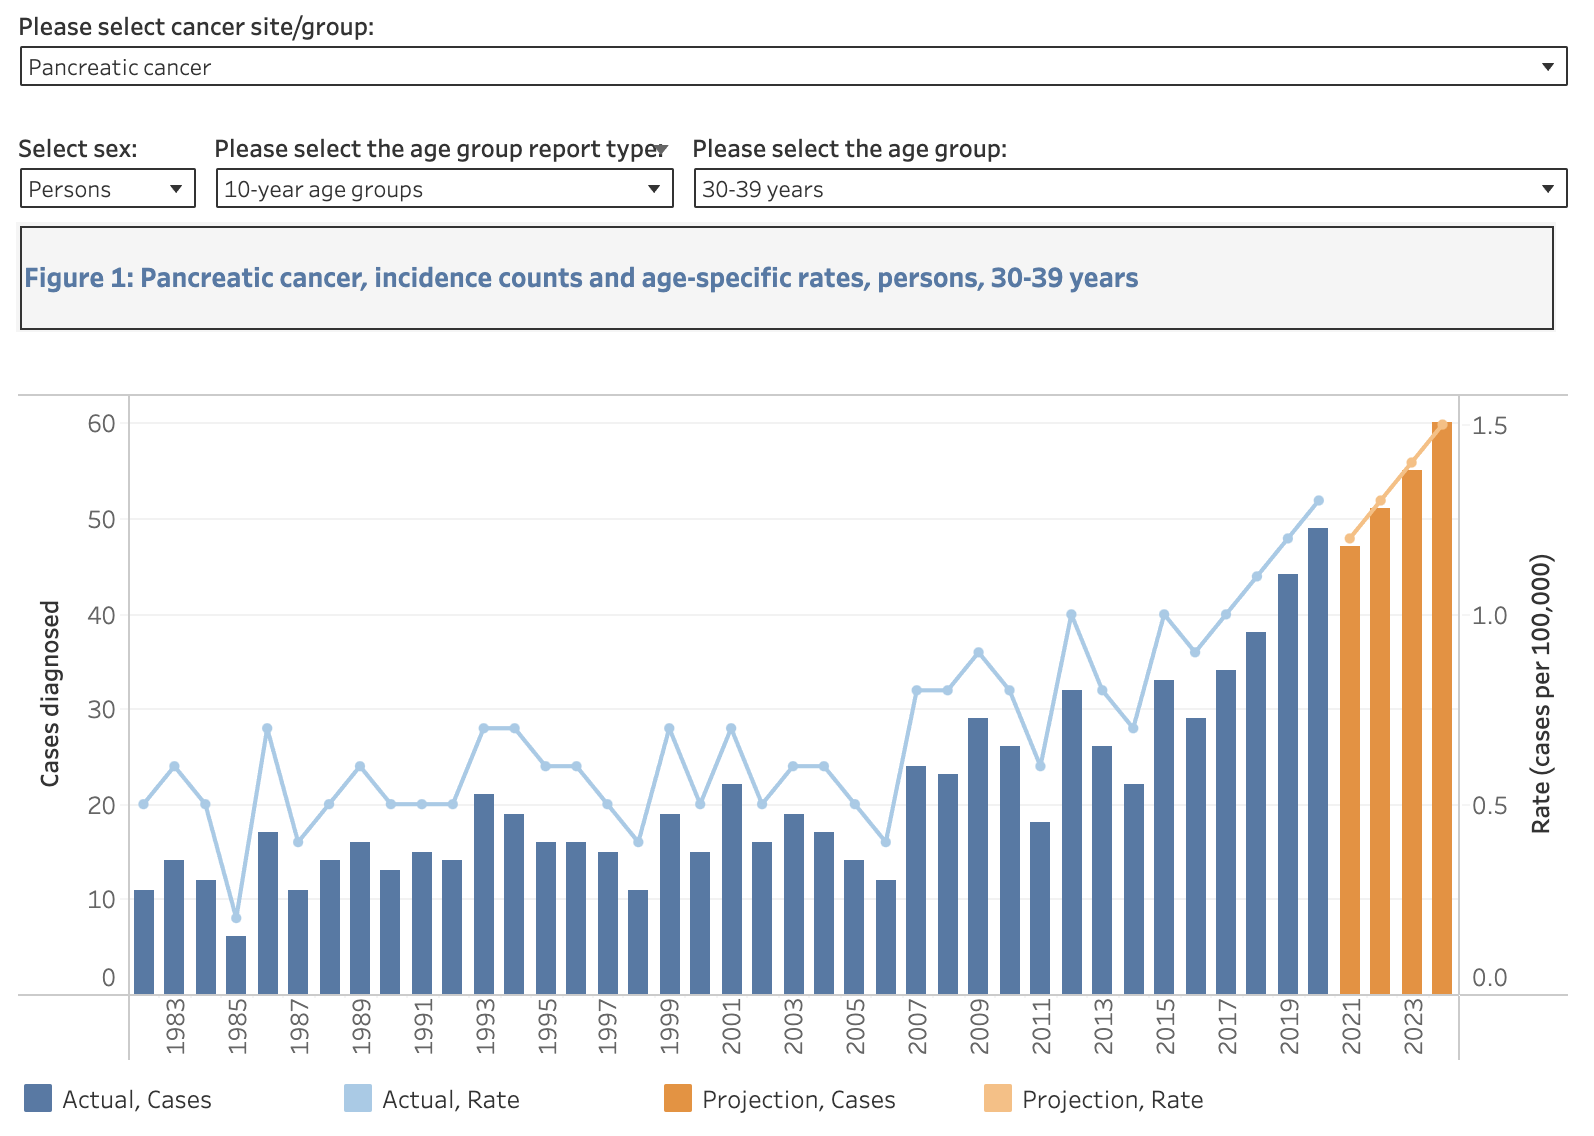 Please select cancer site/group:
Pancreatic cancer
Select sex: Please select the age group report type: Please select the age group:
Persons 10-year age groups 30-39 years
Figure 1: Pancreatic cancer, incidence counts and age-specific rates, persons, 30-39 years
60 1.5
50
40 1.0
30
20 0.5
10
0 0.0
Cases diagnosed
Rate (cases per 100,000)
1983 1985 1987 1989 1991 1993 1995 1997 1999 2001 2003 2005 2007 2009 2011 2013 2015 2017 2019 2021 2023
Actual, Cases Actual, Rate Projection, Cases Projection, Rate